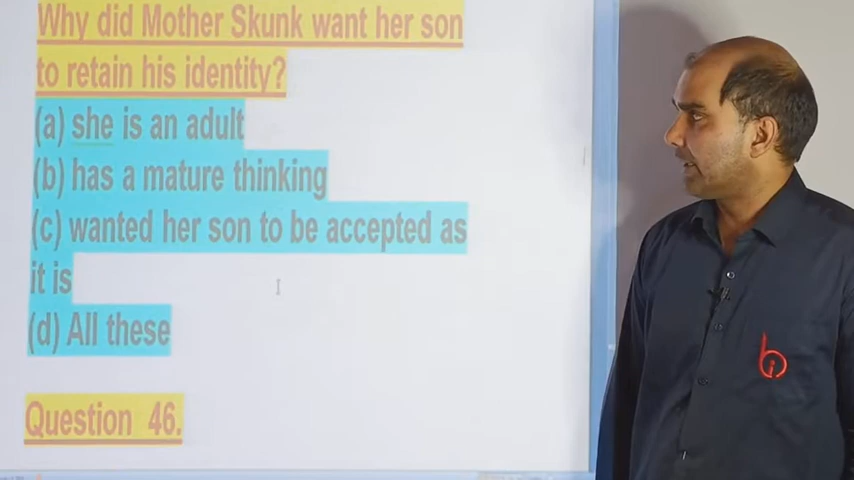 Why did Mother Skunk want her son
to retain his identity?
(a) she is an adult
(b) has a mature thinking
(c) wanted her son to be accepted as
it is
(d) All these
Question 46.